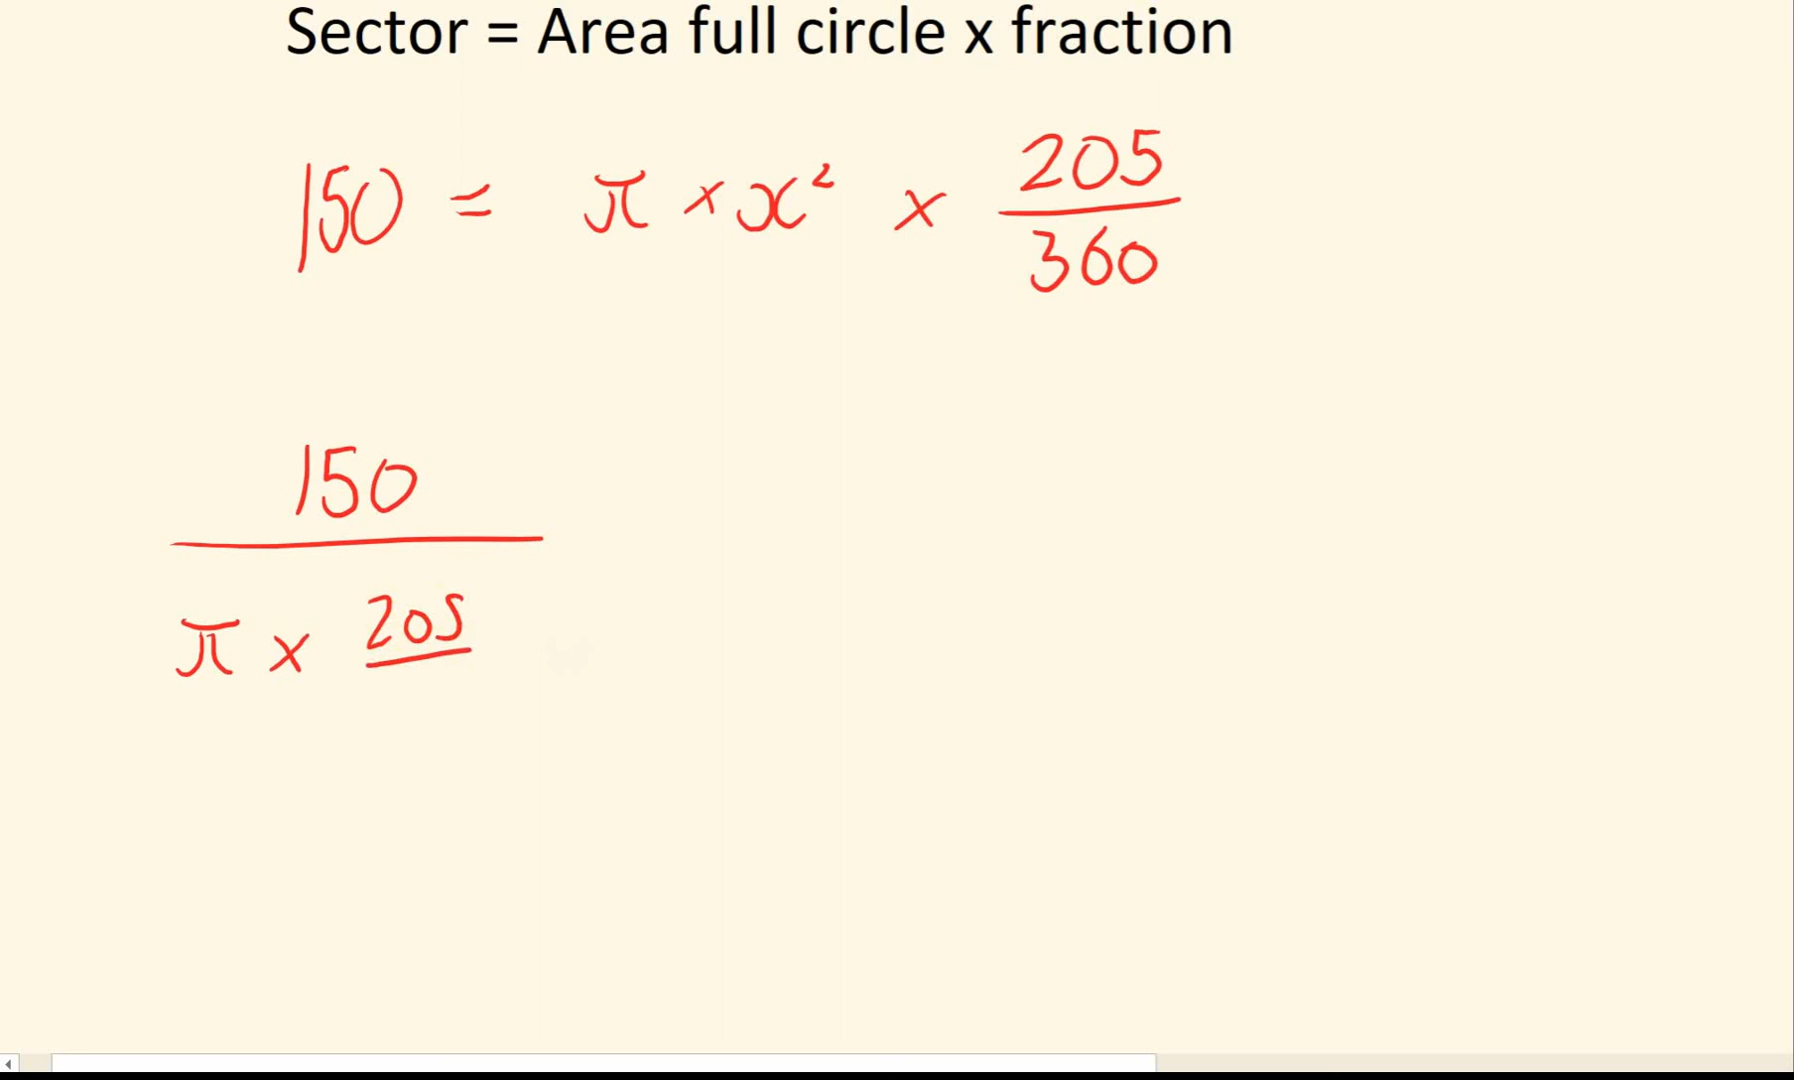 Sector = Area full circle x fraction
150 = π × x² × 205
360
150
π × 205